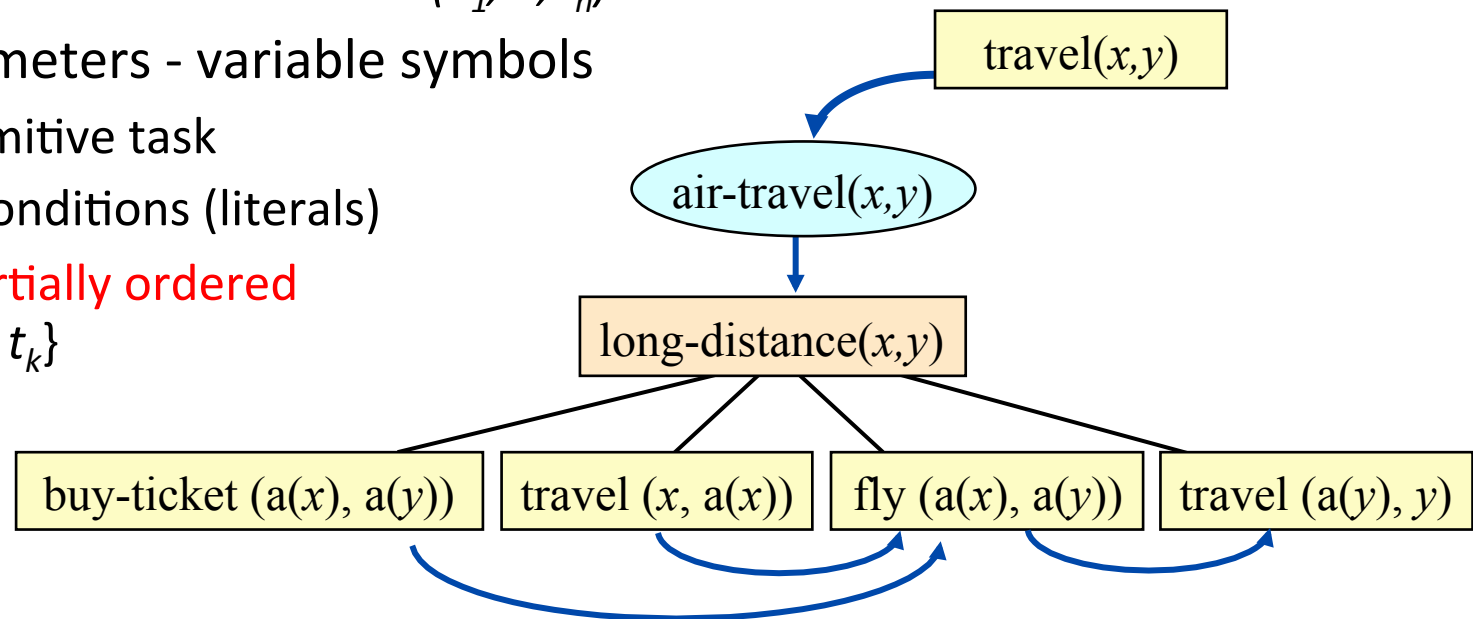 meters - variable symbols
mitive task
onditions (literals)
rtially ordered
t_k}
travel(x,y)
air-travel(x,y)
long-distance(x,y)
buy-ticket (a(x), a(y))
travel (x, a(x))
fly (a(x), a(y))
travel (a(y), y)